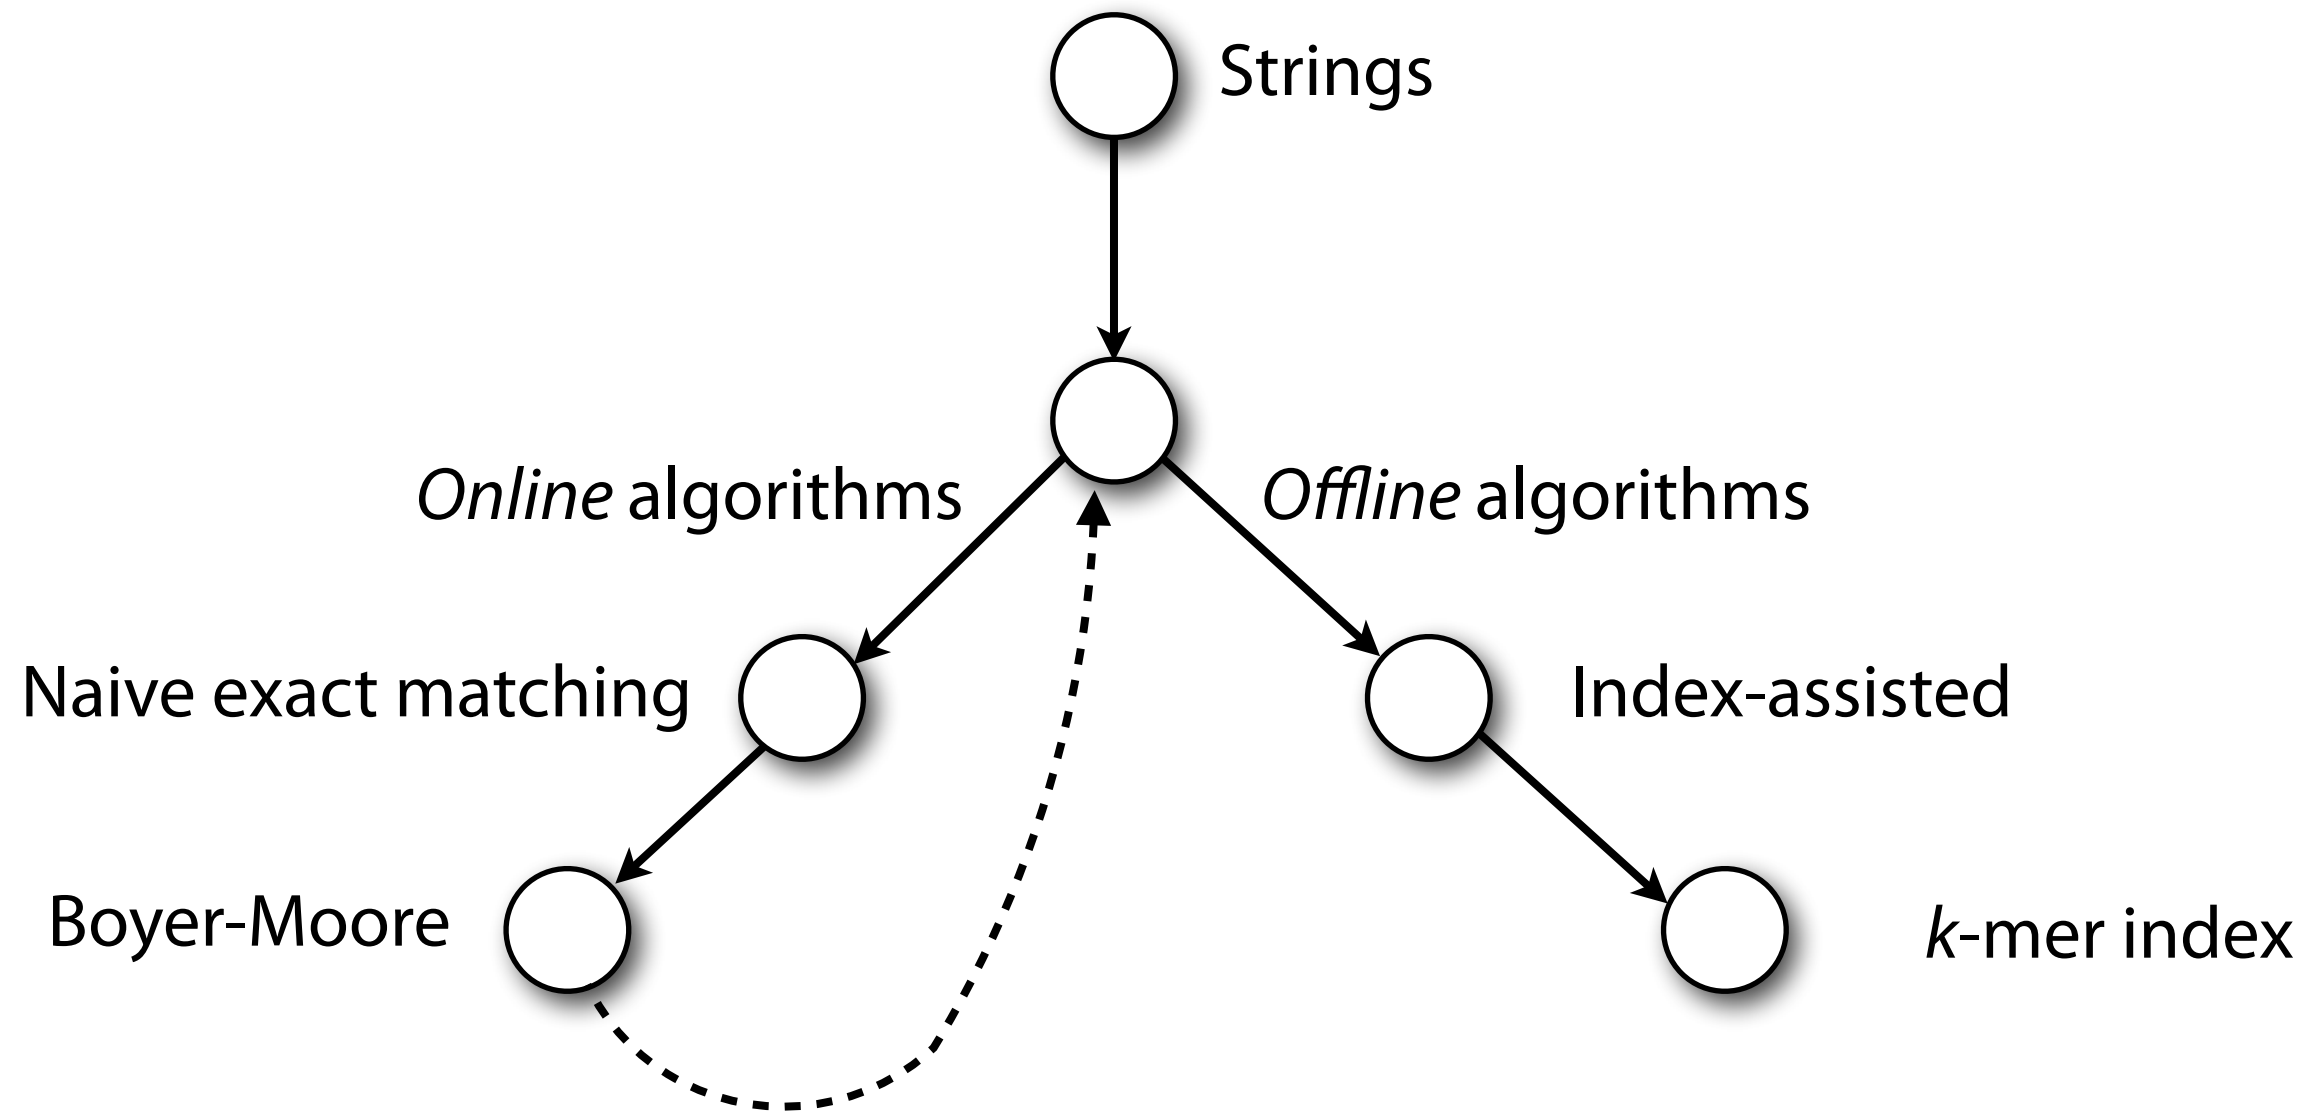 Strings
Online algorithms
Offline algorithms
Naive exact matching
Index-assisted
Boyer-Moore
k-mer index